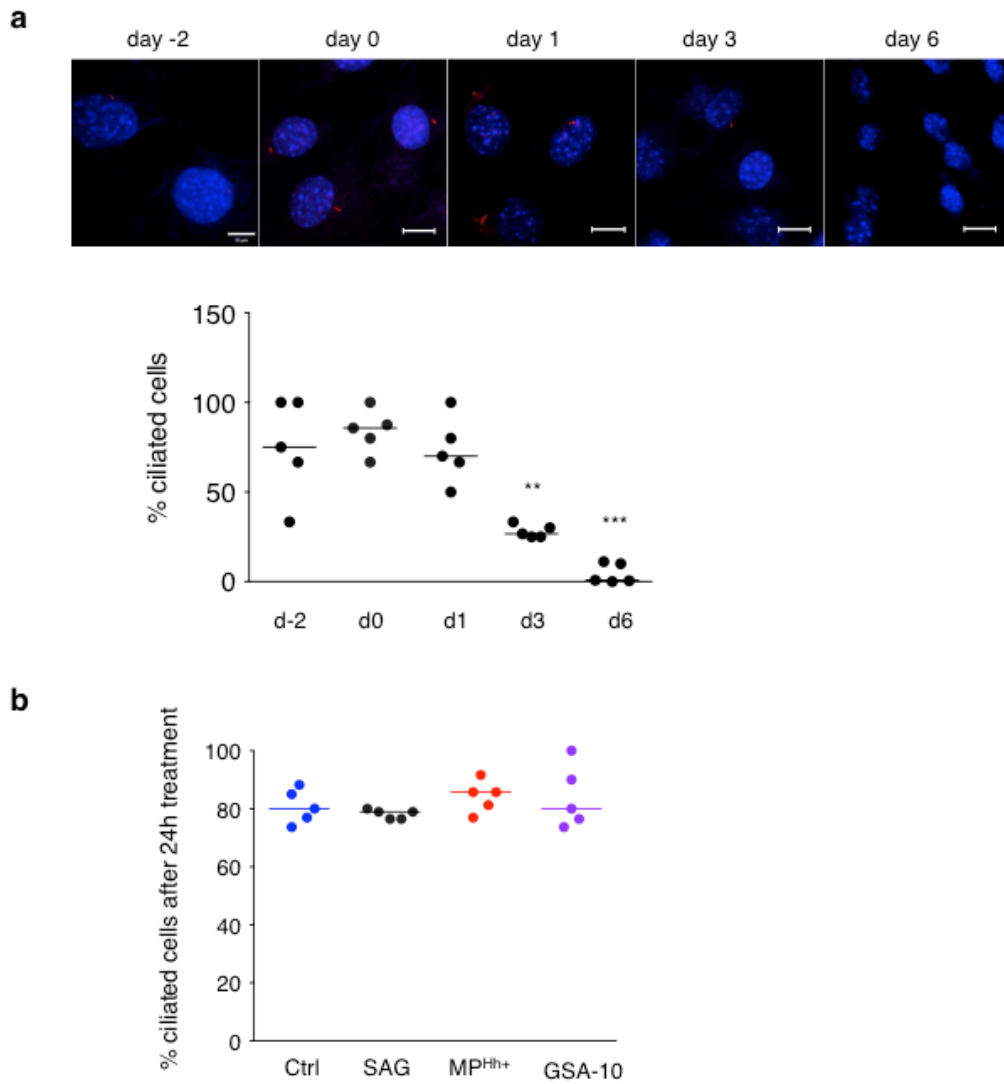 a
day -2 day 0 day 1 day 3 day 6
150
100
50
0
% ciliated cells
**
***
d-2 d0 d1 d3 d6
b
100
80
60
40
20
0
% ciliated cells after 24h treatment
Ctrl SAG MPHh+ GSA-10